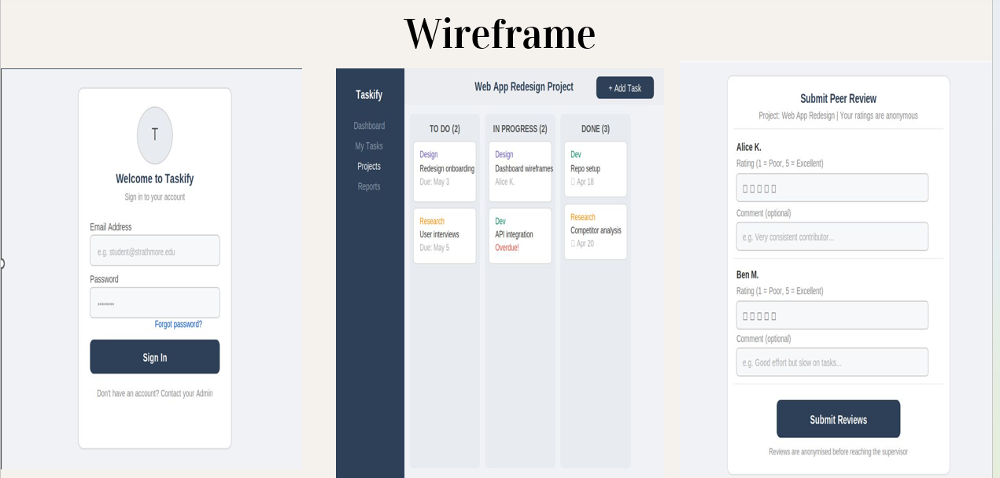 Wireframe
T
Welcome to Taskify
Sign in to your account
Email Address
e.g. student@strathmore.edu
Password
••••••••
Forgot password?
Sign In
Don't have an account? Contact your Admin
Taskify
Dashboard
My Tasks
Projects
Reports
Web App Redesign Project
+ Add Task
TO DO (2)
Design
Redesign onboarding
Due: May 3
Research
User interviews
Due: May 5
IN PROGRESS (2)
Design
Dashboard wireframes
Alice K.
Dev
API integration
Overdue!
DONE (3)
Dev
Repo setup
▯ Apr 18
Research
Competitor analysis
▯ Apr 20
Submit Peer Review
Project: Web App Redesign | Your ratings are anonymous
Alice K.
Rating (1 = Poor, 5 = Excellent)
▯ ▯ ▯ ▯ ▯
Comment (optional)
e.g. Very consistent contributor...
Ben M.
Rating (1 = Poor, 5 = Excellent)
▯ ▯ ▯ ▯ ▯
Comment (optional)
e.g. Good effort but slow on tasks...
Submit Reviews
Reviews are anonymised before reaching the supervisor